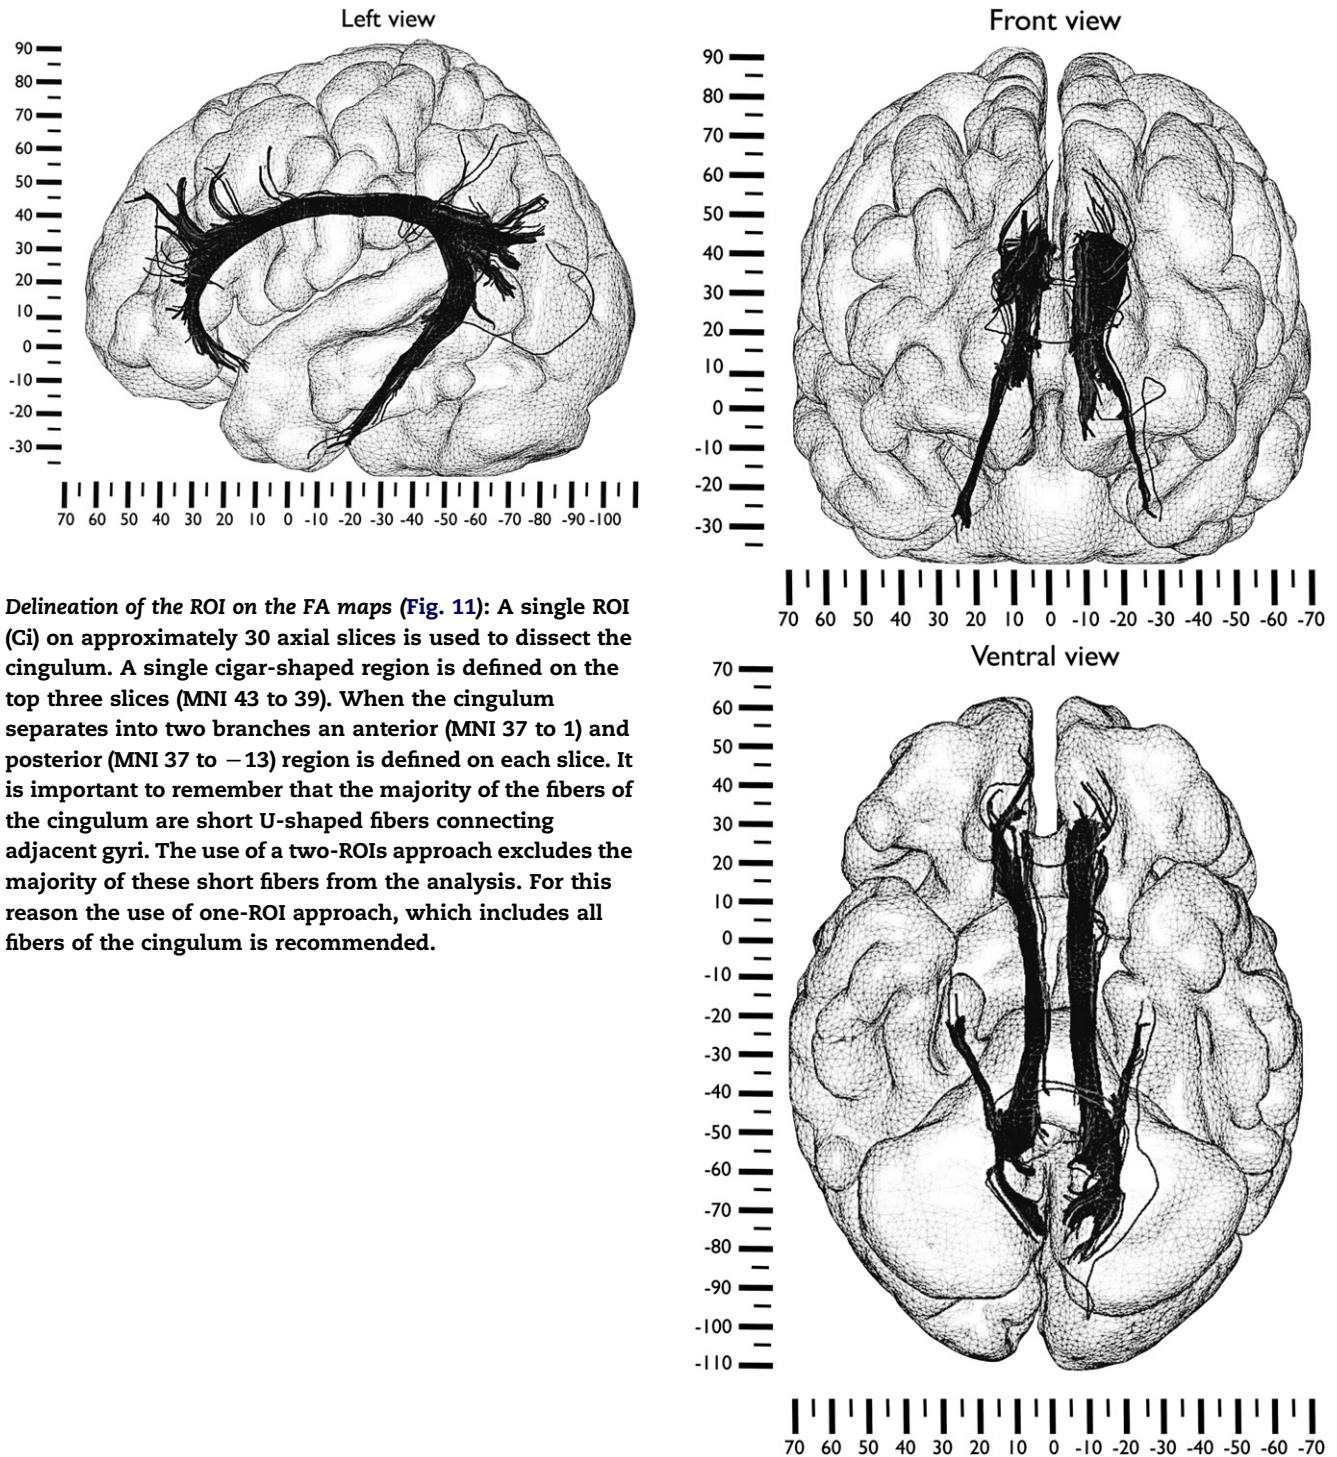 Left view
90
80
70
60
50
40
30
20
10
0
-10
-20
-30
70 60 50 40 30 20 10 0 -10 -20 -30 -40 -50 -60 -70 -80 -90 -100
Delineation of the ROI on the FA maps (Fig. 11): A single ROI
(Ci) on approximately 30 axial slices is used to dissect the
cingulum. A single cigar-shaped region is defined on the
top three slices (MNI 43 to 39). When the cingulum
separates into two branches an anterior (MNI 37 to 1) and
posterior (MNI 37 to −13) region is defined on each slice. It
is important to remember that the majority of the fibers of
the cingulum are short U-shaped fibers connecting
adjacent gyri. The use of a two-ROIs approach excludes the
majority of these short fibers from the analysis. For this
reason the use of one-ROI approach, which includes all
fibers of the cingulum is recommended.
Front view
90
80
70
60
50
40
30
20
10
0
-10
-20
-30
70 60 50 40 30 20 10 0 -10 -20 -30 -40 -50 -60 -70
Ventral view
70
60
50
40
30
20
10
0
-10
-20
-30
-40
-50
-60
-70
-80
-90
-100
-110
70 60 50 40 30 20 10 0 -10 -20 -30 -40 -50 -60 -70